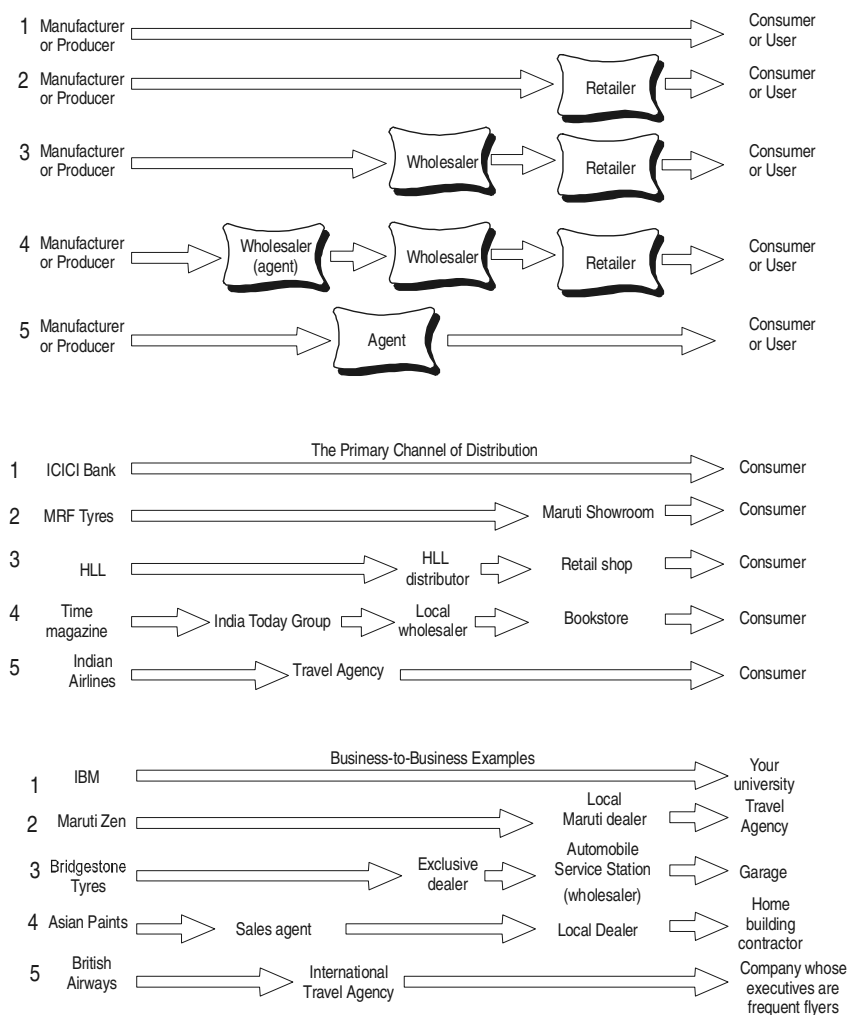 1 Manufacturer
or Producer
Consumer
or User
2 Manufacturer
or Producer
Retailer
Consumer
or User
3 Manufacturer
or Producer
Wholesaler
Retailer
Consumer
or User
4 Manufacturer
or Producer
Wholesaler
(agent)
Wholesaler
Retailer
Consumer
or User
5 Manufacturer
or Producer
Agent
Consumer
or User
The Primary Channel of Distribution
1 ICICI Bank
Consumer
2 MRF Tyres
Maruti Showroom
Consumer
3 HLL
HLL
distributor
Retail shop
Consumer
4 Time
magazine
India Today Group
Local
wholesaler
Bookstore
Consumer
5 Indian
Airlines
Travel Agency
Consumer
Business-to-Business Examples
1 IBM
Your
university
2 Maruti Zen
Local
Maruti dealer
Travel
Agency
3 Bridgestone
Tyres
Exclusive
dealer
Automobile
Service Station
(wholesaler)
Garage
4 Asian Paints
Sales agent
Local Dealer
Home
building
contractor
5 British
Airways
International
Travel Agency
Company whose
executives are
frequent flyers